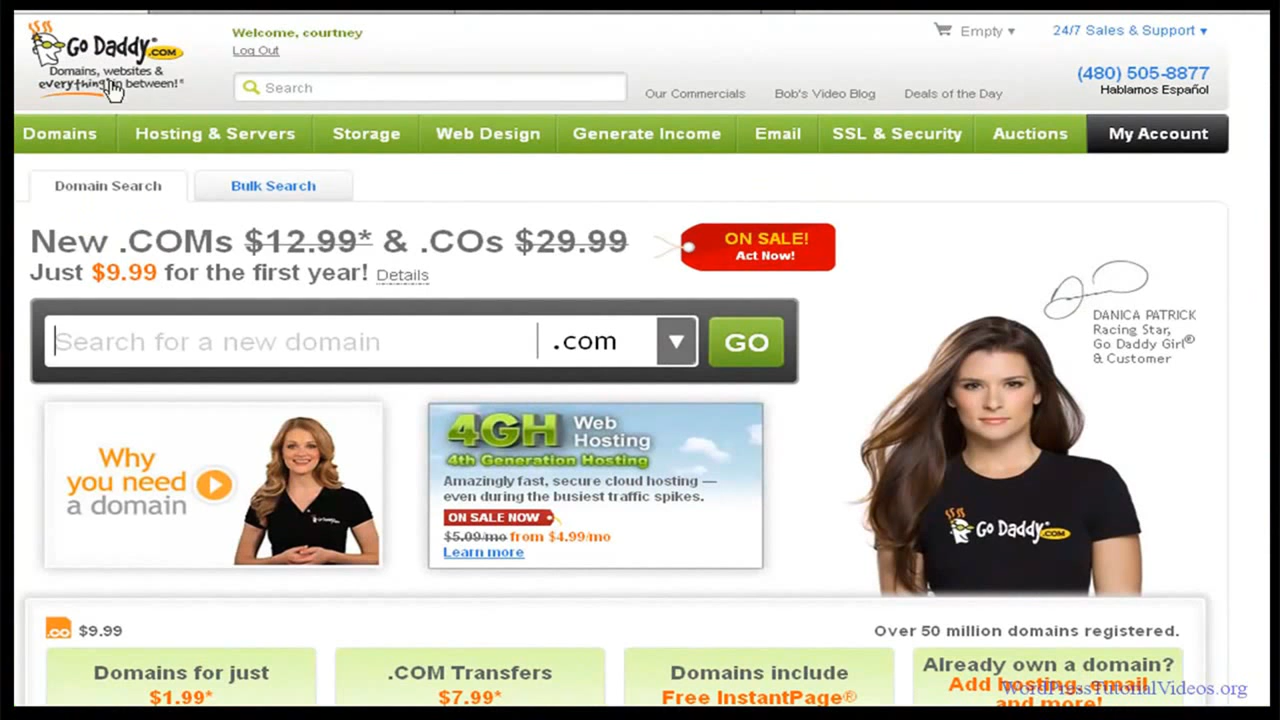 Go Daddy.COM
Domains, websites &
everything in between!*
Welcome, courtney
Log Out
Search
Empty
24/7 Sales & Support
(480) 505-8877
Hablamos Español
Our Commercials
Bob's Video Blog
Deals of the Day
Domains
Hosting & Servers
Storage
Web Design
Generate Income
Email
SSL & Security
Auctions
My Account
Domain Search
Bulk Search
New .COMs $12.99* & .COs $29.99
Just $9.99 for the first year! Details
ON SALE!
Act Now!
Search for a new domain
.com
GO
DANICA PATRICK
Racing Star,
Go Daddy Girl®
& Customer
Why
you need
a domain
Go Daddy
4GH Web
Hosting
4th Generation Hosting
Amazingly fast, secure cloud hosting —
even during the busiest traffic spikes.
ON SALE NOW
$5.09/mo from $4.99/mo
Learn more
Go Daddy.COM
.co $9.99
Over 50 million domains registered.
Domains for just
$1.99*
.COM Transfers
$7.99*
Domains include
Free InstantPage®
Already own a domain?
Add hosting, email
and more!
WordPressTutorialVideos.org